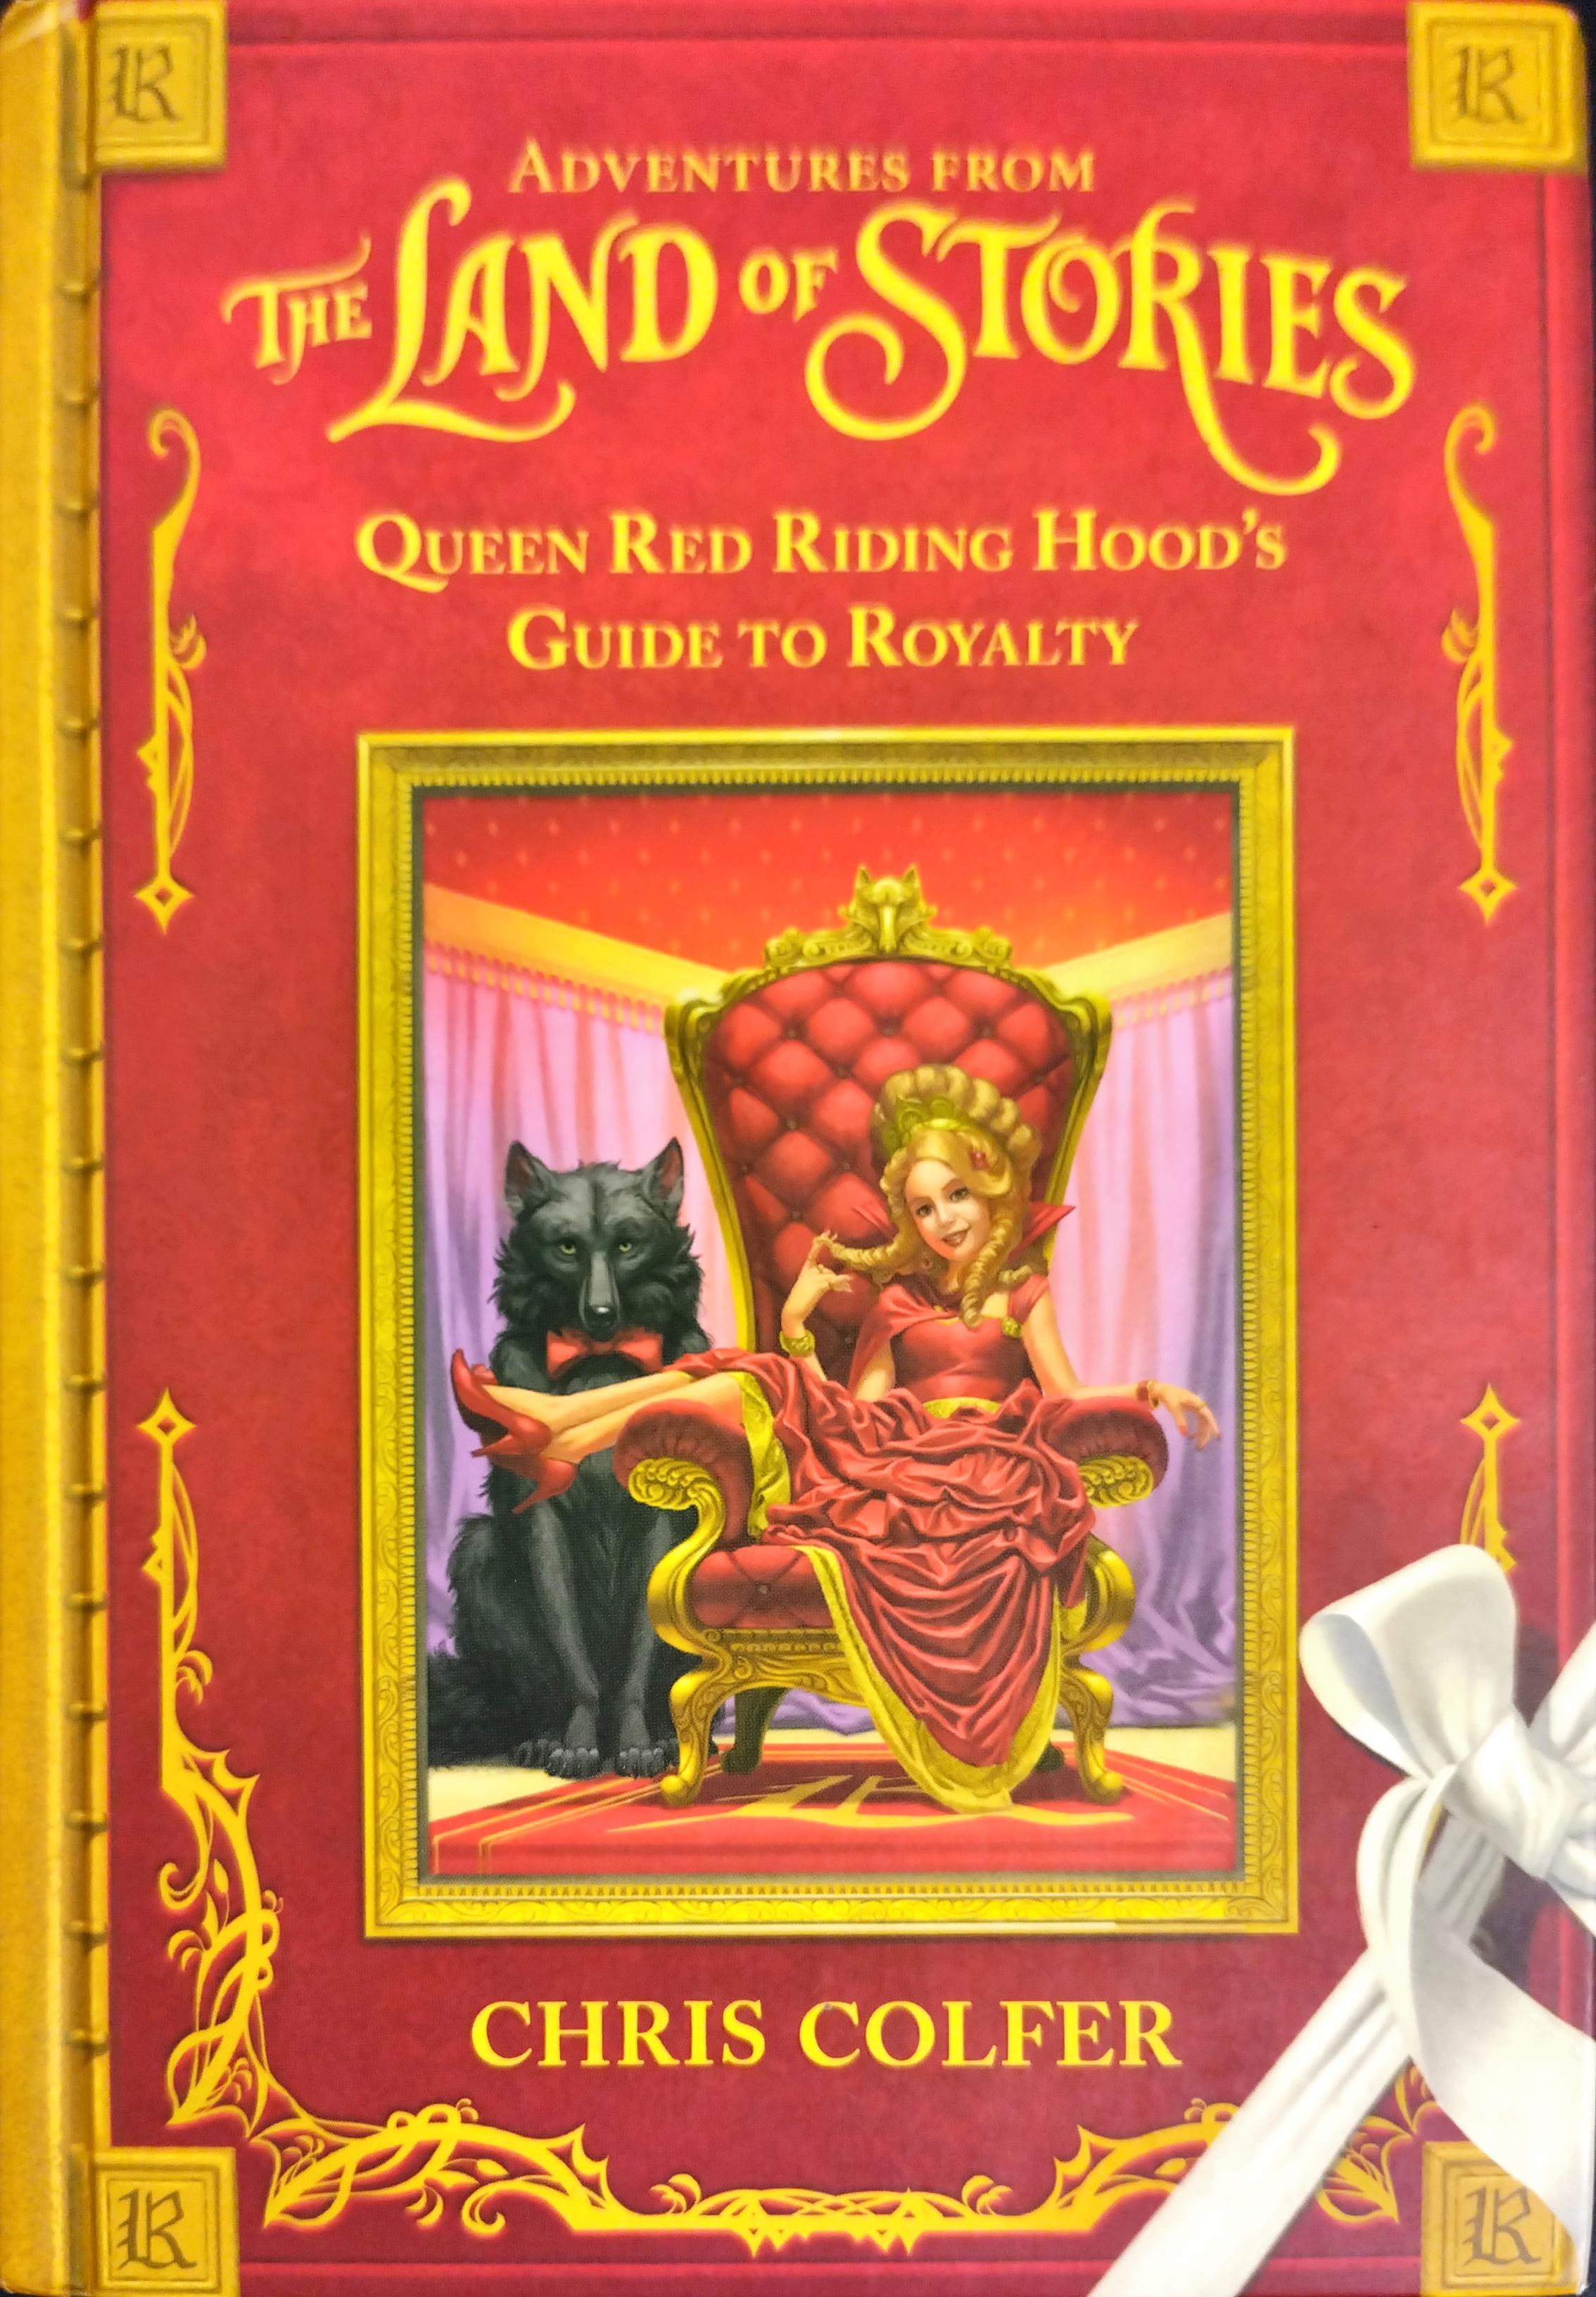 R
R
ADVENTURES FROM
THE LAND OF STORIES
QUEEN RED RIDING HOOD'S
GUIDE TO ROYALTY
R
CHRIS COLFER
R
R